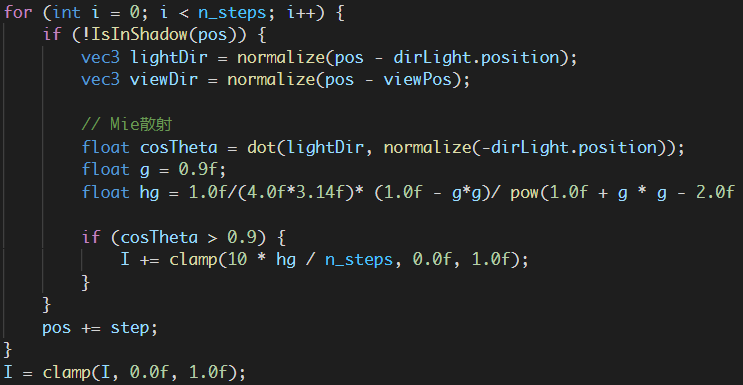 for (int i = 0; i < n_steps; i++) {
    if (!IsInShadow(pos)) {
        vec3 lightDir = normalize(pos - dirLight.position);
        vec3 viewDir = normalize(pos - viewPos);

        // Mie散射
        float cosTheta = dot(lightDir, normalize(-dirLight.position));
        float g = 0.9f;
        float hg = 1.0f/(4.0f*3.14f)* (1.0f - g*g)/ pow(1.0f + g * g - 2.0f

        if (cosTheta > 0.9) {
            I += clamp(10 * hg / n_steps, 0.0f, 1.0f);
        }
    }
    pos += step;
}
I = clamp(I, 0.0f, 1.0f);